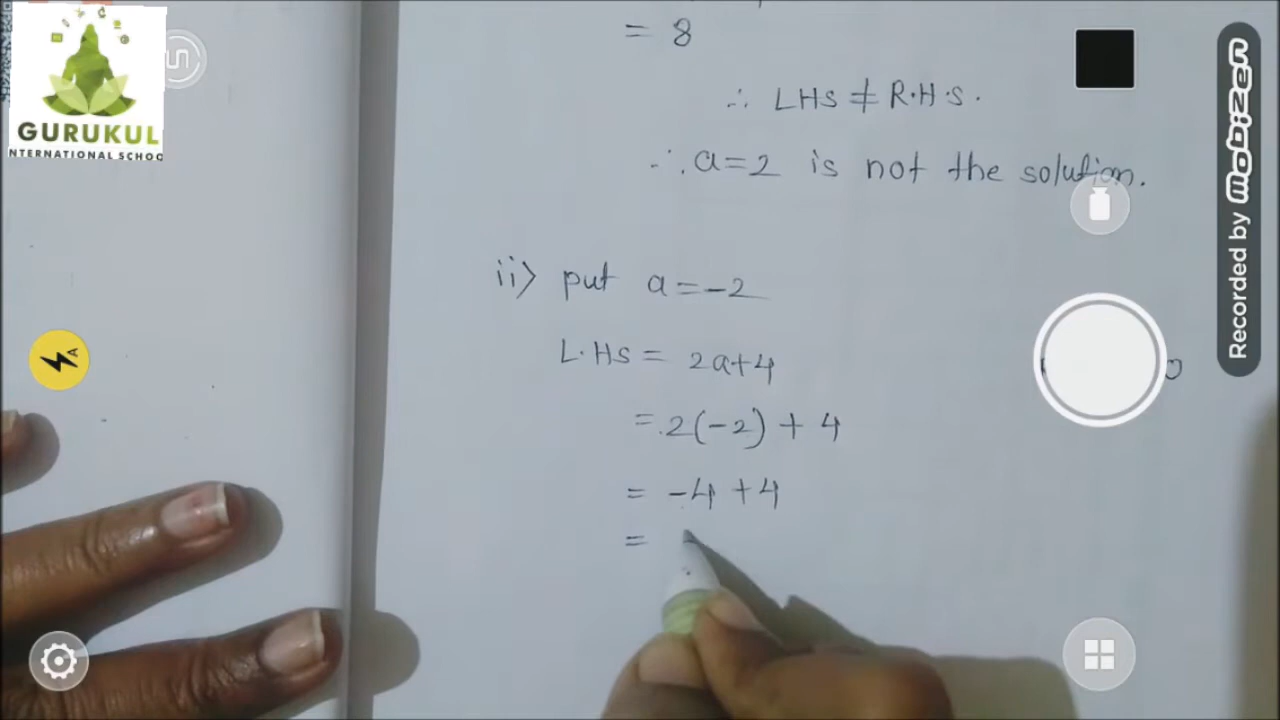 = 8
∴ LHS ≠ R.H.S.
∴ a=2 is not the solution.
ii) put a=-2
L.HS = 2a+4
= 2(-2) + 4
= -4 +4
=
GURUKUL
NTERNATIONAL SCHOO
Recorded by mobizen